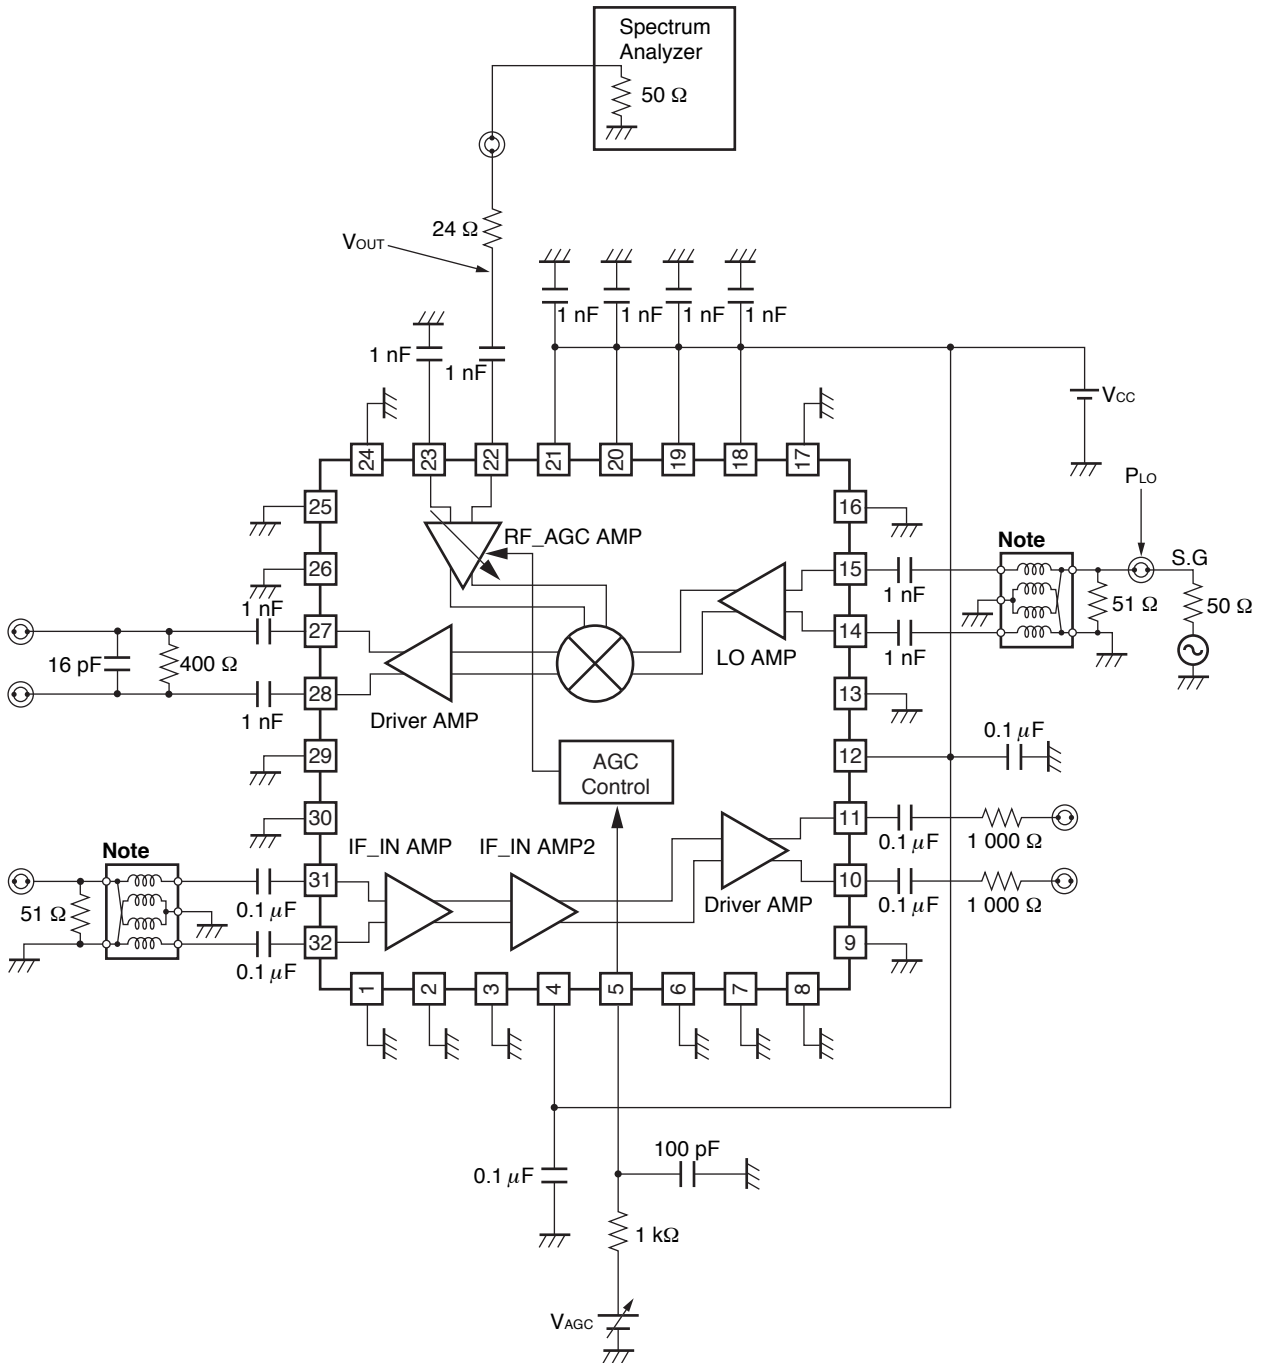 Spectrum
Analyzer
50 Ω
24 Ω
VOUT
1 nF
1 nF
1 nF
1 nF
1 nF
1 nF
VCC
24
23
22
21
20
19
18
17
PLO
25
16
Note
S.G
RF_AGC AMP
26
15
1 nF
1 nF
51 Ω
50 Ω
27
14
16 pF
400 Ω
LO AMP
1 nF
28
13
1 nF
Driver AMP
0.1 µF
29
12
AGC
Control
30
11
0.1 µF
1 000 Ω
Note
IF_IN AMP
IF_IN AMP2
31
10
51 Ω
0.1 µF
Driver AMP
0.1 µF
1 000 Ω
32
9
0.1 µF
1
2
3
4
5
6
7
8
100 pF
0.1 µF
1 kΩ
VAGC